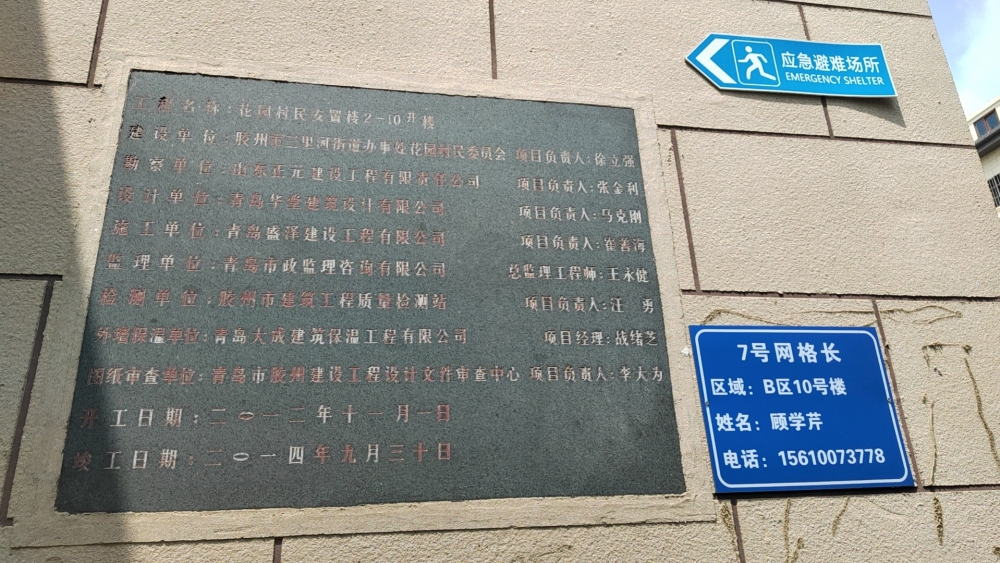 工程名称：花园村民安置楼2-10#楼
建设单位：胶州市三里河街道办事处花园村民委员会 项目负责人：徐立强
勘察单位：山东正元建设工程有限责任公司 项目负责人：张金利
设计单位：青岛华堂建筑设计有限公司 项目负责人：马克刚
施工单位：青岛盛泽建设工程有限公司 项目负责人：崔善海
监理单位：青岛市政监理咨询有限公司 总监理工程师：王永健
检测单位：胶州市建筑工程质量检测站 项目负责人：汪 勇
外墙保温单位：青岛大成建筑保温工程有限公司 项目经理：战绪芝
图纸审查单位：青岛市胶州建设工程设计文件审查中心 项目负责人：李大为
开工日期：二〇一二年十一月一日
竣工日期：二〇一四年九月三十日
应急避难场所
EMERGENCY SHELTER
7号网格长
区域：B区10号楼
姓名：顾学芹
电话：15610073778